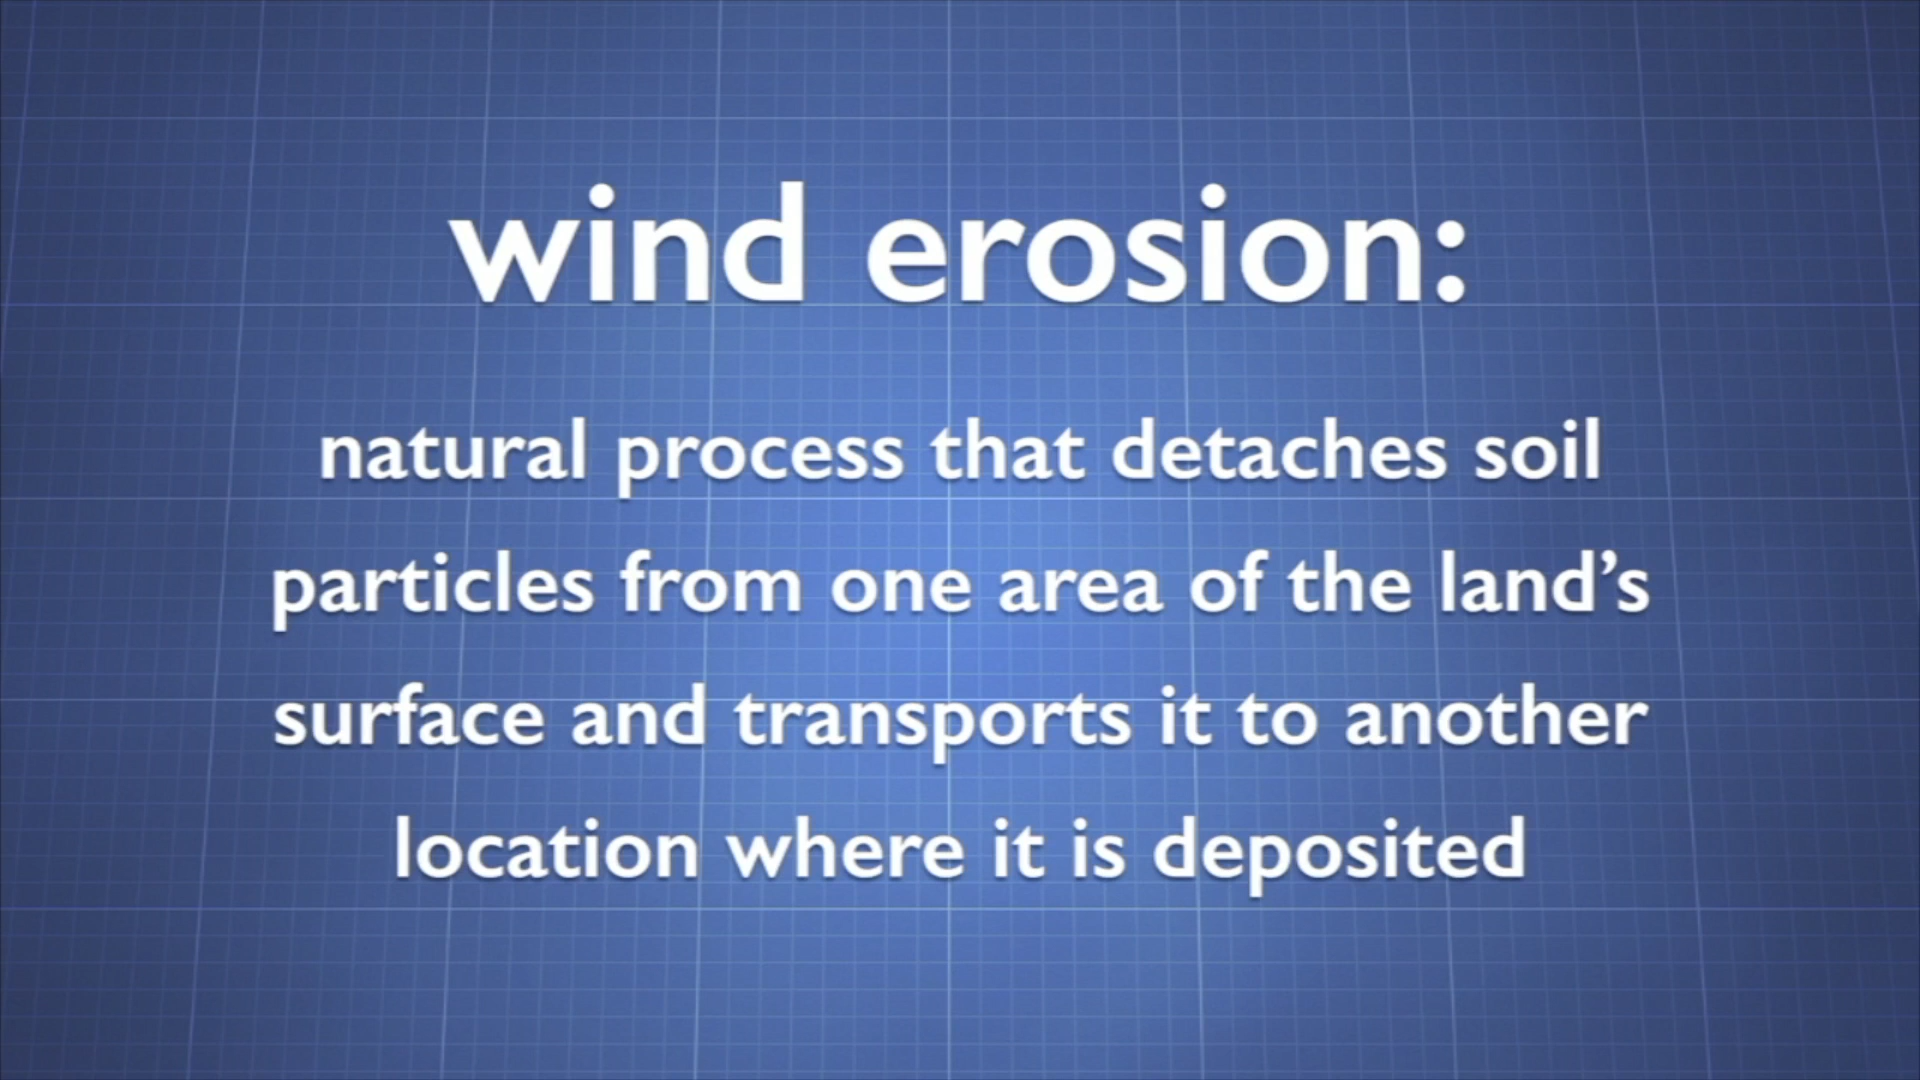 wind erosion:
natural process that detaches soil
particles from one area of the land’s
surface and transports it to another
location where it is deposited